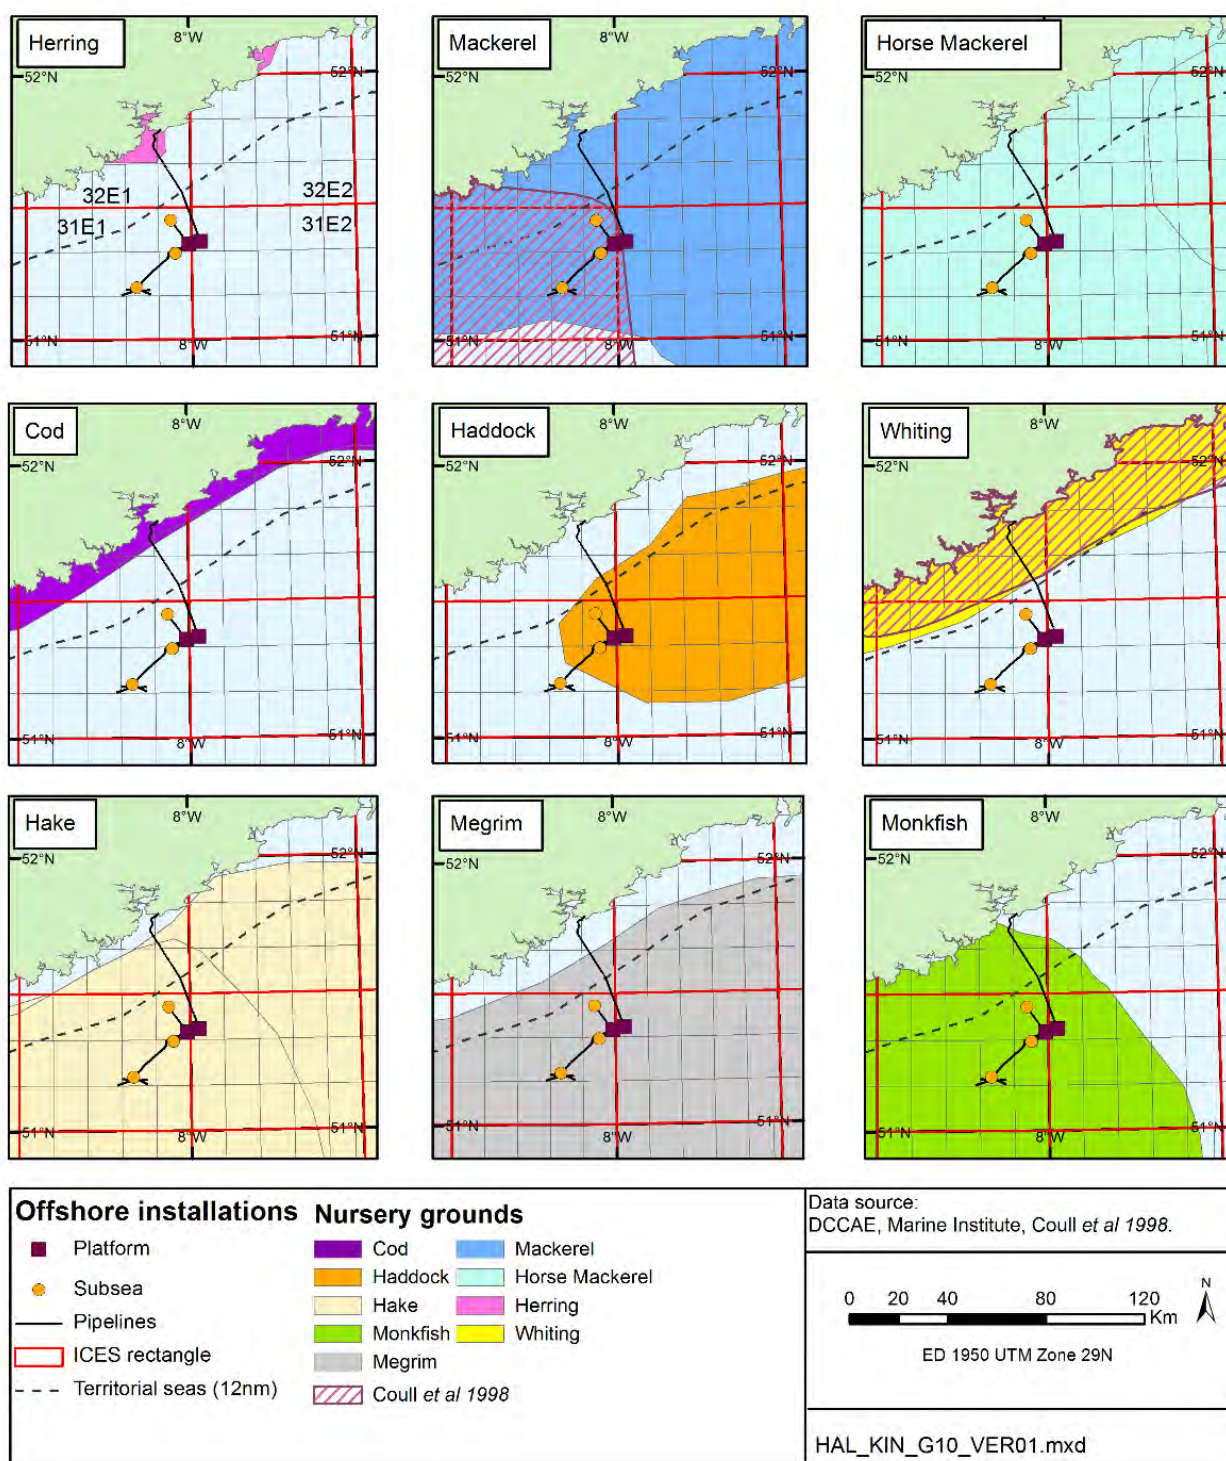 Herring
8°W
52°N
52°N
32E1
32E2
31E1
31E2
51°N
51°N
8°W
Mackerel
8°W
52°N
52°N
51°N
51°N
8°W
Horse Mackerel
8°W
52°N
52°N
51°N
51°N
8°W
Cod
8°W
52°N
52°N
51°N
51°N
8°W
Haddock
8°W
52°N
52°N
51°N
51°N
8°W
Whiting
8°W
52°N
52°N
51°N
51°N
8°W
Hake
8°W
52°N
52°N
51°N
51°N
8°W
Megrim
8°W
52°N
52°N
51°N
51°N
8°W
Monkfish
8°W
52°N
52°N
51°N
51°N
8°W
Offshore installations
Platform
Subsea
Pipelines
ICES rectangle
Territorial seas (12nm)
Nursery grounds
Cod
Haddock
Hake
Monkfish
Megrim
Coull et al 1998
Mackerel
Horse Mackerel
Herring
Whiting
Data source:
DCCAE, Marine Institute, Coull et al 1998.
0 20 40 80 120
Km
N
ED 1950 UTM Zone 29N
HAL_KIN_G10_VER01.mxd